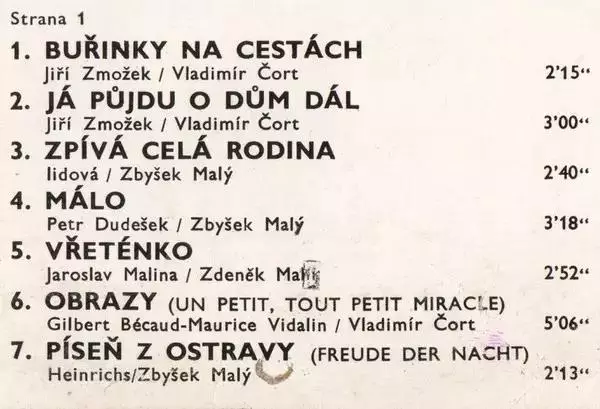 Strana 1
1. BUŘINKY NA CESTÁCH
Jiří Zmožek / Vladimír Čort 2'15"
2. JÁ PŮJDU O DŮM DÁL
Jiří Zmožek / Vladimír Čort 3'00"
3. ZPÍVÁ CELÁ RODINA
lidová / Zbyšek Malý 2'40"
4. MÁLO
Petr Dudešek / Zbyšek Malý 3'18"
5. VŘETÉNKO
Jaroslav Malina / Zdeněk Malý 2'52"
6. OBRAZY (UN PETIT, TOUT PETIT MIRACLE)
Gilbert Bécaud-Maurice Vidalin / Vladimír Čort 5'06"
7. PÍSEŇ Z OSTRAVY (FREUDE DER NACHT)
Heinrichs/Zbyšek Malý 2'13"